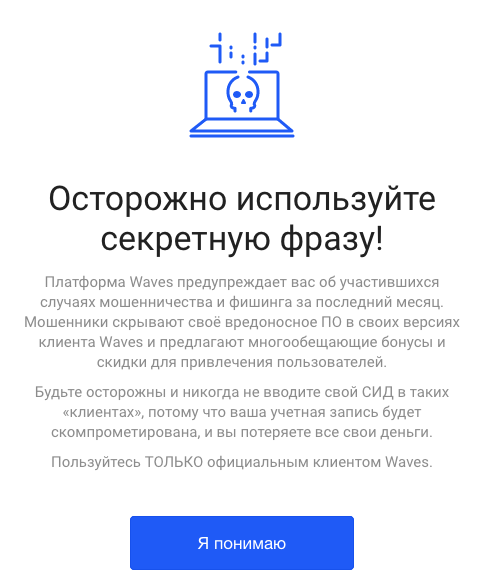 Осторожно используйте
секретную фразу!
Платформа Waves предупреждает вас об участившихся
случаях мошенничества и фишинга за последний месяц.
Мошенники скрывают своё вредоносное ПО в своих версиях
клиента Waves и предлагают многообещающие бонусы и
скидки для привлечения пользователей.
Будьте осторожны и никогда не вводите свой СИД в таких
«клиентах», потому что ваша учетная запись будет
скомпрометирована, и вы потеряете все свои деньги.
Пользуйтесь ТОЛЬКО официальным клиентом Waves.
Я понимаю